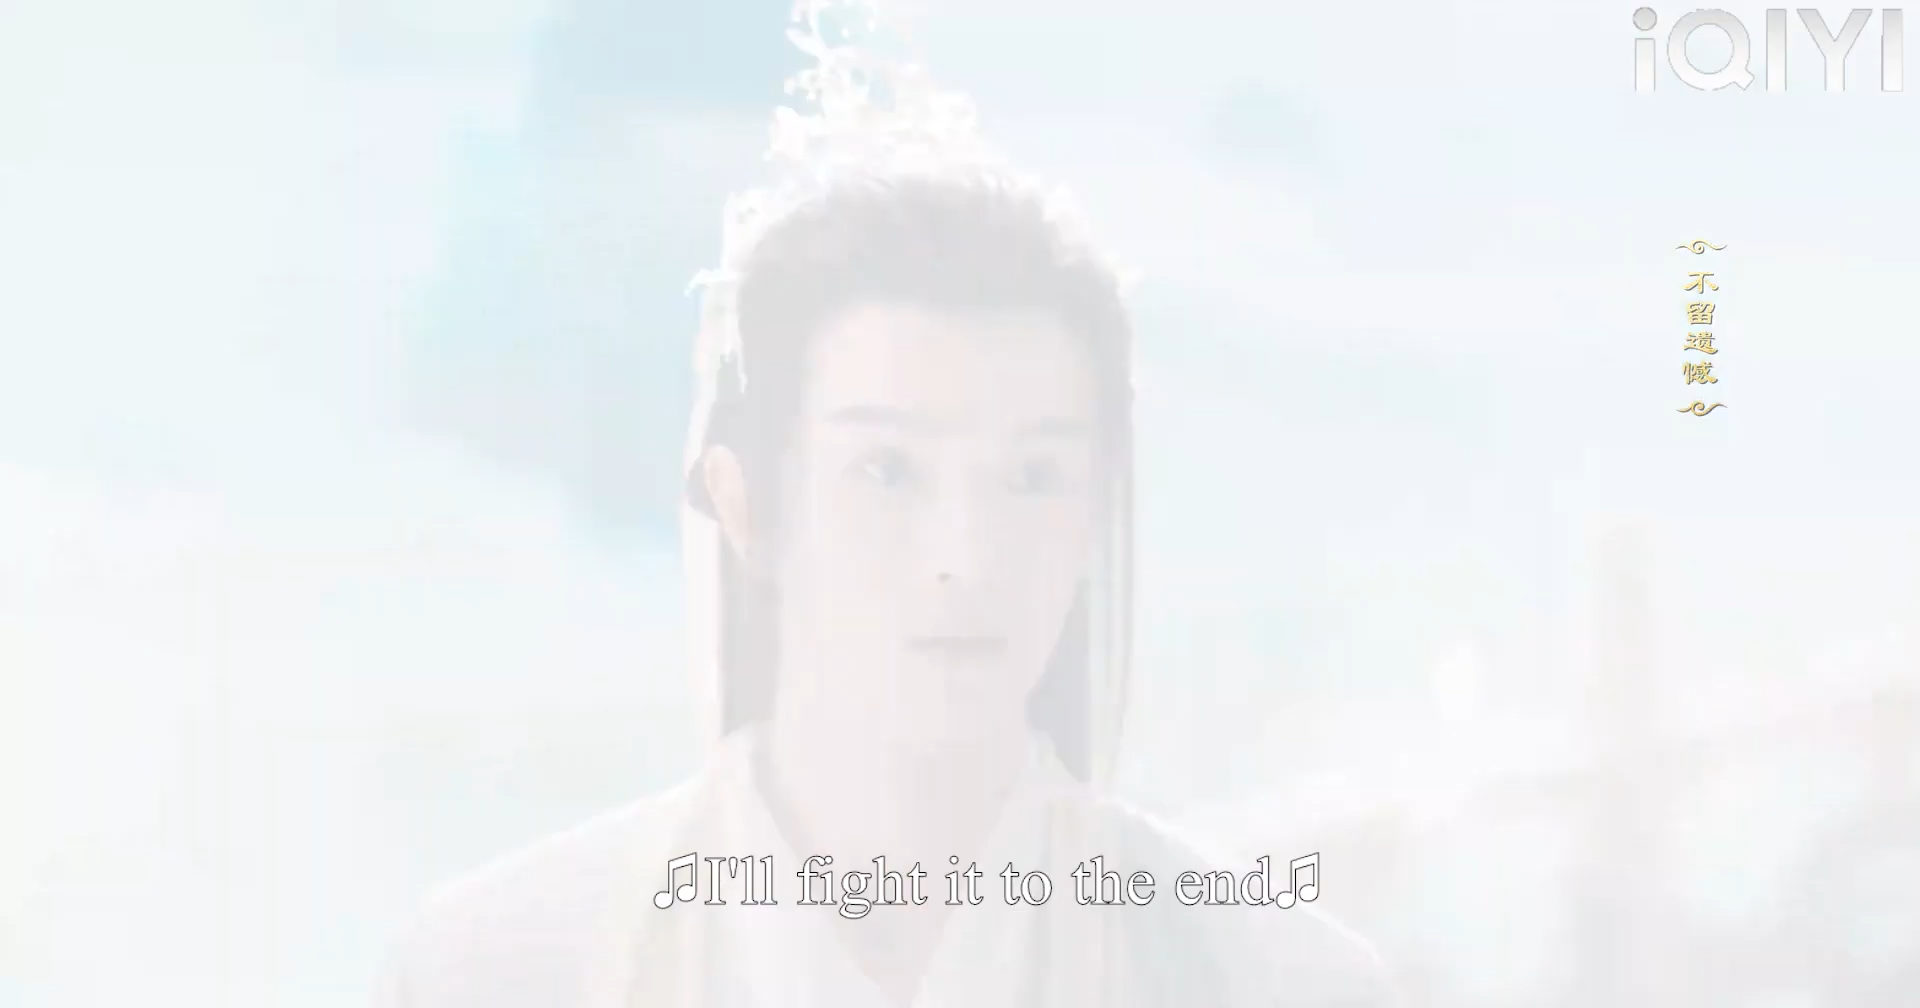 iQIYI
不留遗憾
♫I'll fight it to the end♫